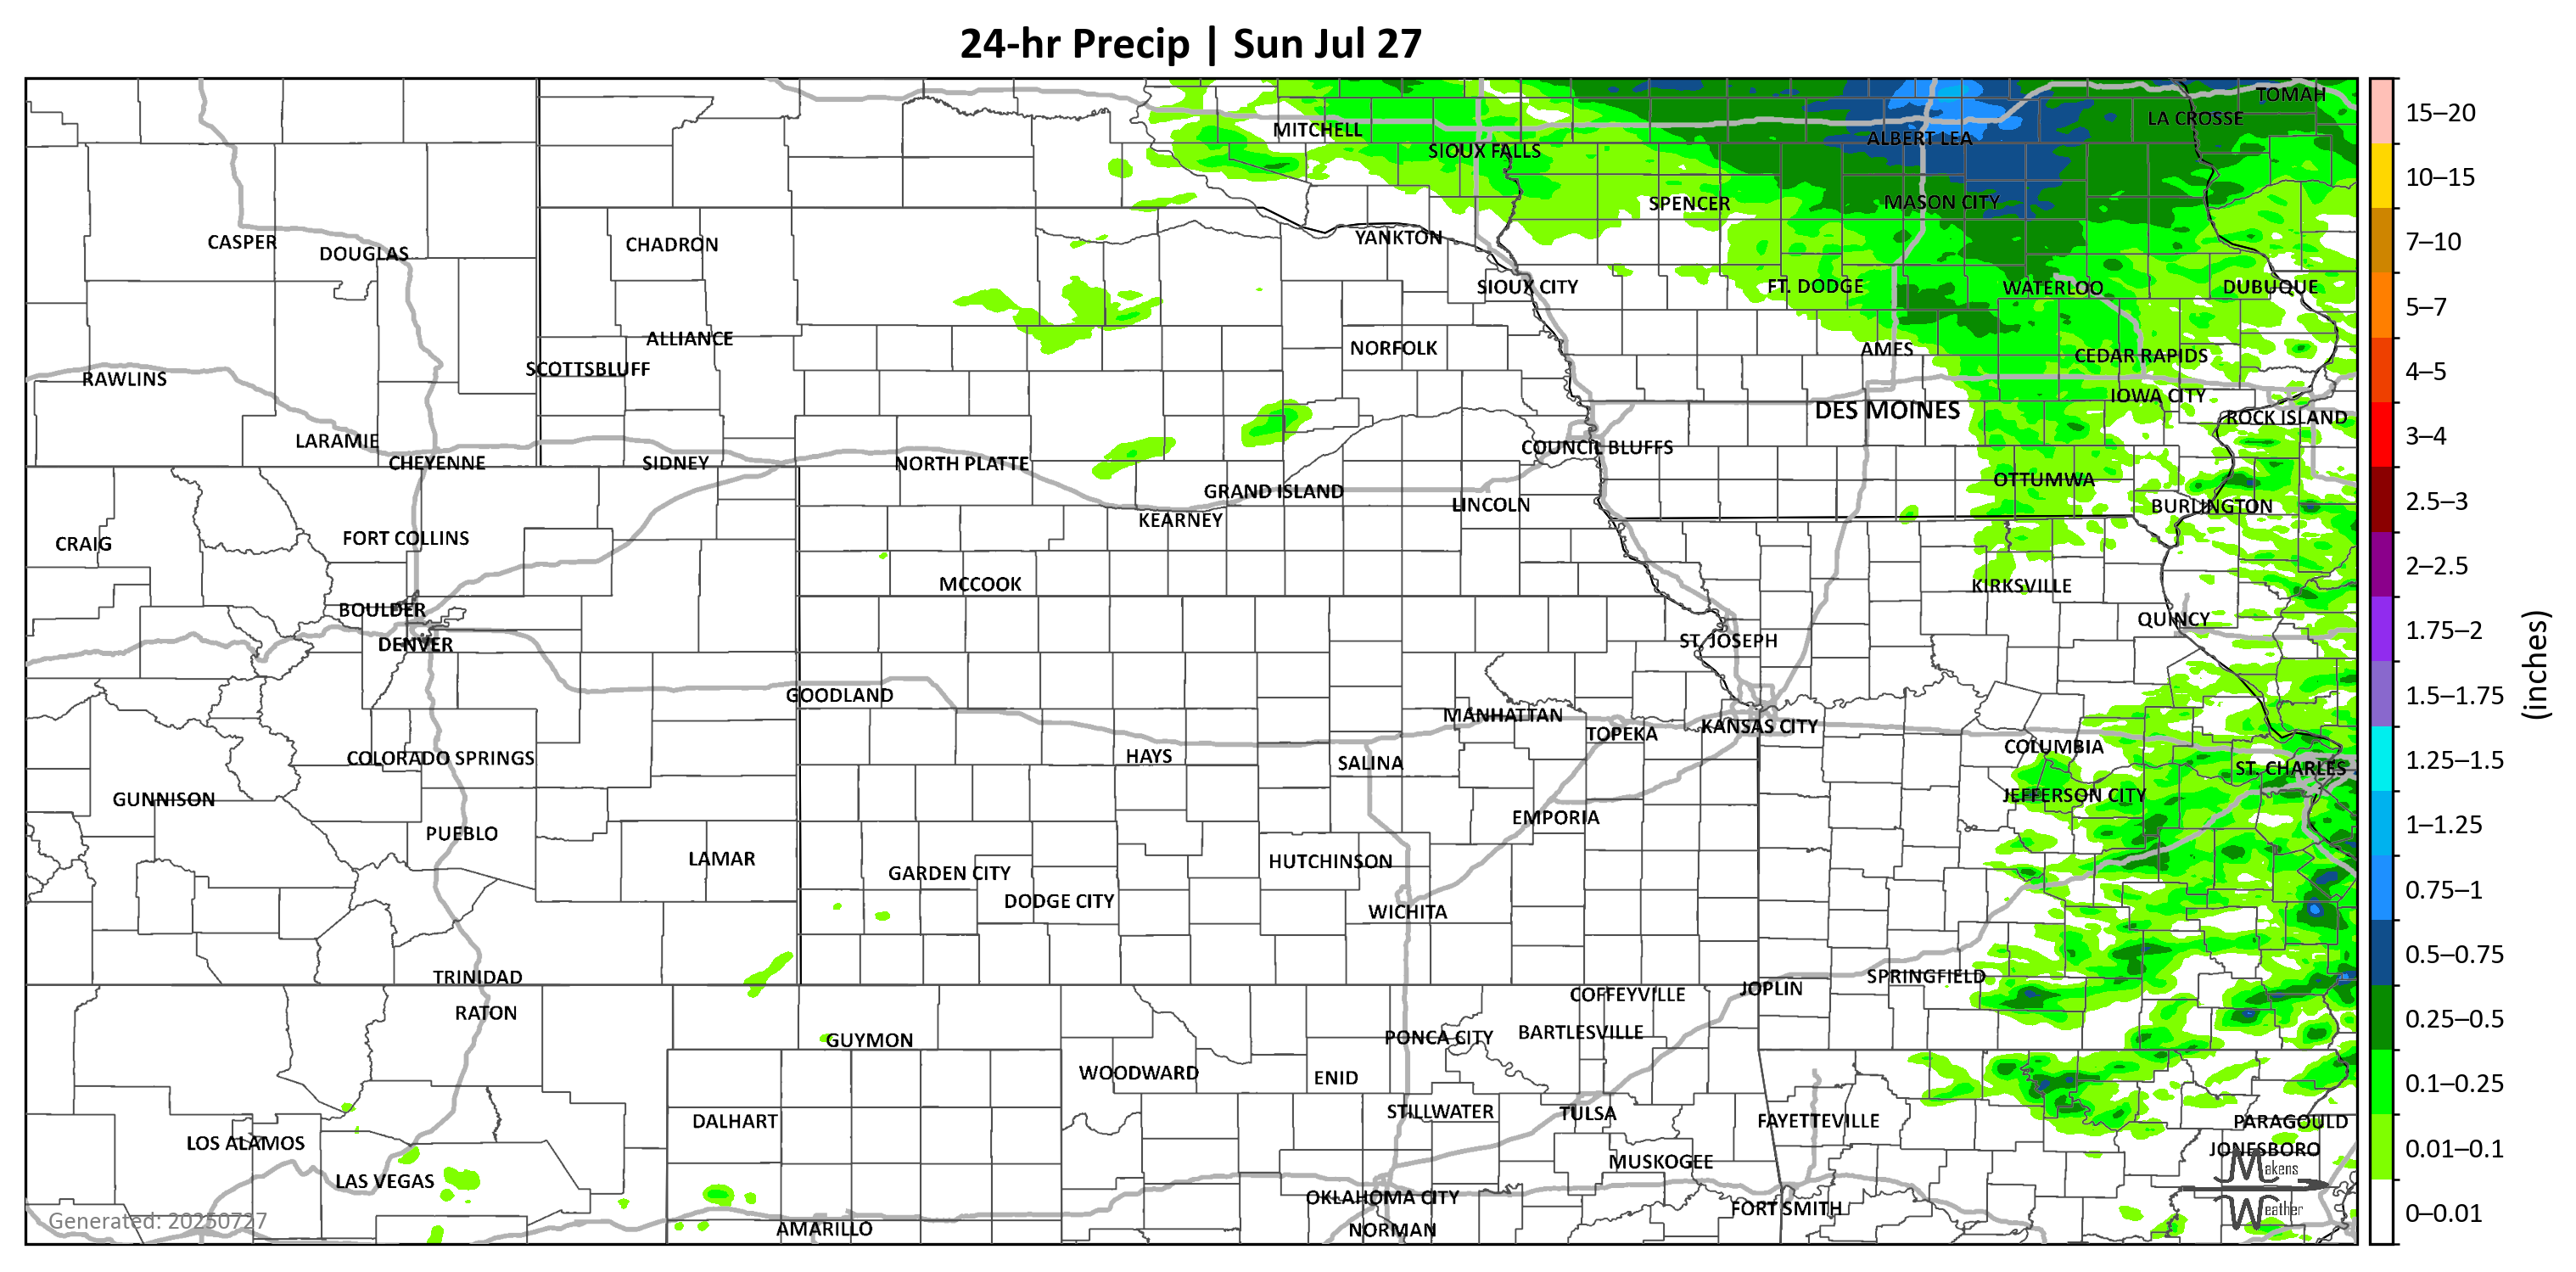 24-hr Precip | Sun Jul 27
TOMAH
LA CROSSE
MITCHELL
ALBERT LEA
SIOUX FALLS
SPENCER
MASON CITY
CASPER
DOUGLAS
CHADRON
YANKTON
SIOUX CITY
FT. DODGE
WATERLOO
DUBUQUE
ALLIANCE
NORFOLK
AMES
CEDAR RAPIDS
SCOTTSBLUFF
RAWLINS
IOWA CITY
DES MOINES
ROCK ISLAND
LARAMIE
COUNCIL BLUFFS
CHEYENNE
SIDNEY
NORTH PLATTE
OTTUMWA
GRAND ISLAND
LINCOLN
BURLINGTON
KEARNEY
FORT COLLINS
CRAIG
MCCOOK
KIRKSVILLE
BOULDER
QUINCY
DENVER
ST. JOSEPH
GOODLAND
MANHATTAN
KANSAS CITY
TOPEKA
COLUMBIA
COLORADO SPRINGS
HAYS
SALINA
ST. CHARLES
GUNNISON
JEFFERSON CITY
EMPORIA
PUEBLO
LAMAR
HUTCHINSON
GARDEN CITY
DODGE CITY
WICHITA
TRINIDAD
SPRINGFIELD
JOPLIN
COFFEYVILLE
RATON
BARTLESVILLE
PONCA CITY
GUYMON
WOODWARD
ENID
STILLWATER
TULSA
DALHART
FAYETTEVILLE
PARAGOULD
LOS ALAMOS
JONESBORO
MUSKOGEE
Makens
LAS VEGAS
OKLAHOMA CITY
FORT SMITH
Weather
Generated: 20250727
AMARILLO
NORMAN
15–20
10–15
7–10
5–7
4–5
3–4
2.5–3
2–2.5
1.75–2
1.5–1.75
1.25–1.5
1–1.25
0.75–1
0.5–0.75
0.25–0.5
0.1–0.25
0.01–0.1
0–0.01
(inches)